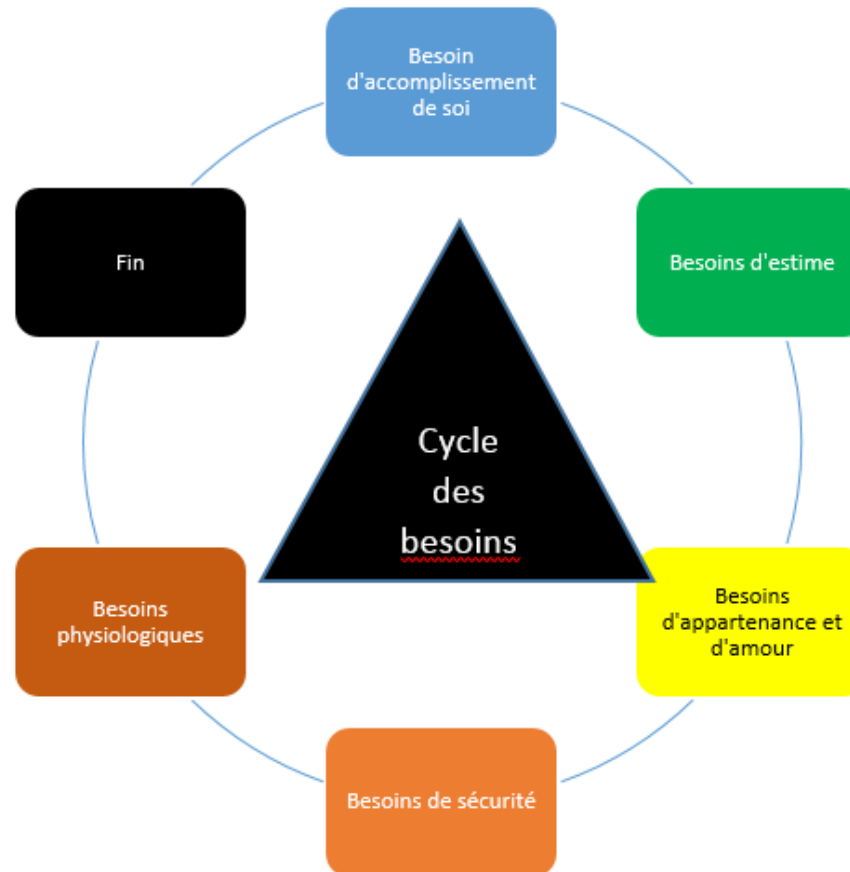 Besoin
d'accomplissement
de soi
Fin
Besoins d'estime
Cycle
des
besoins
Besoins
physiologiques
Besoins
d'appartenance et
d'amour
Besoins de sécurité